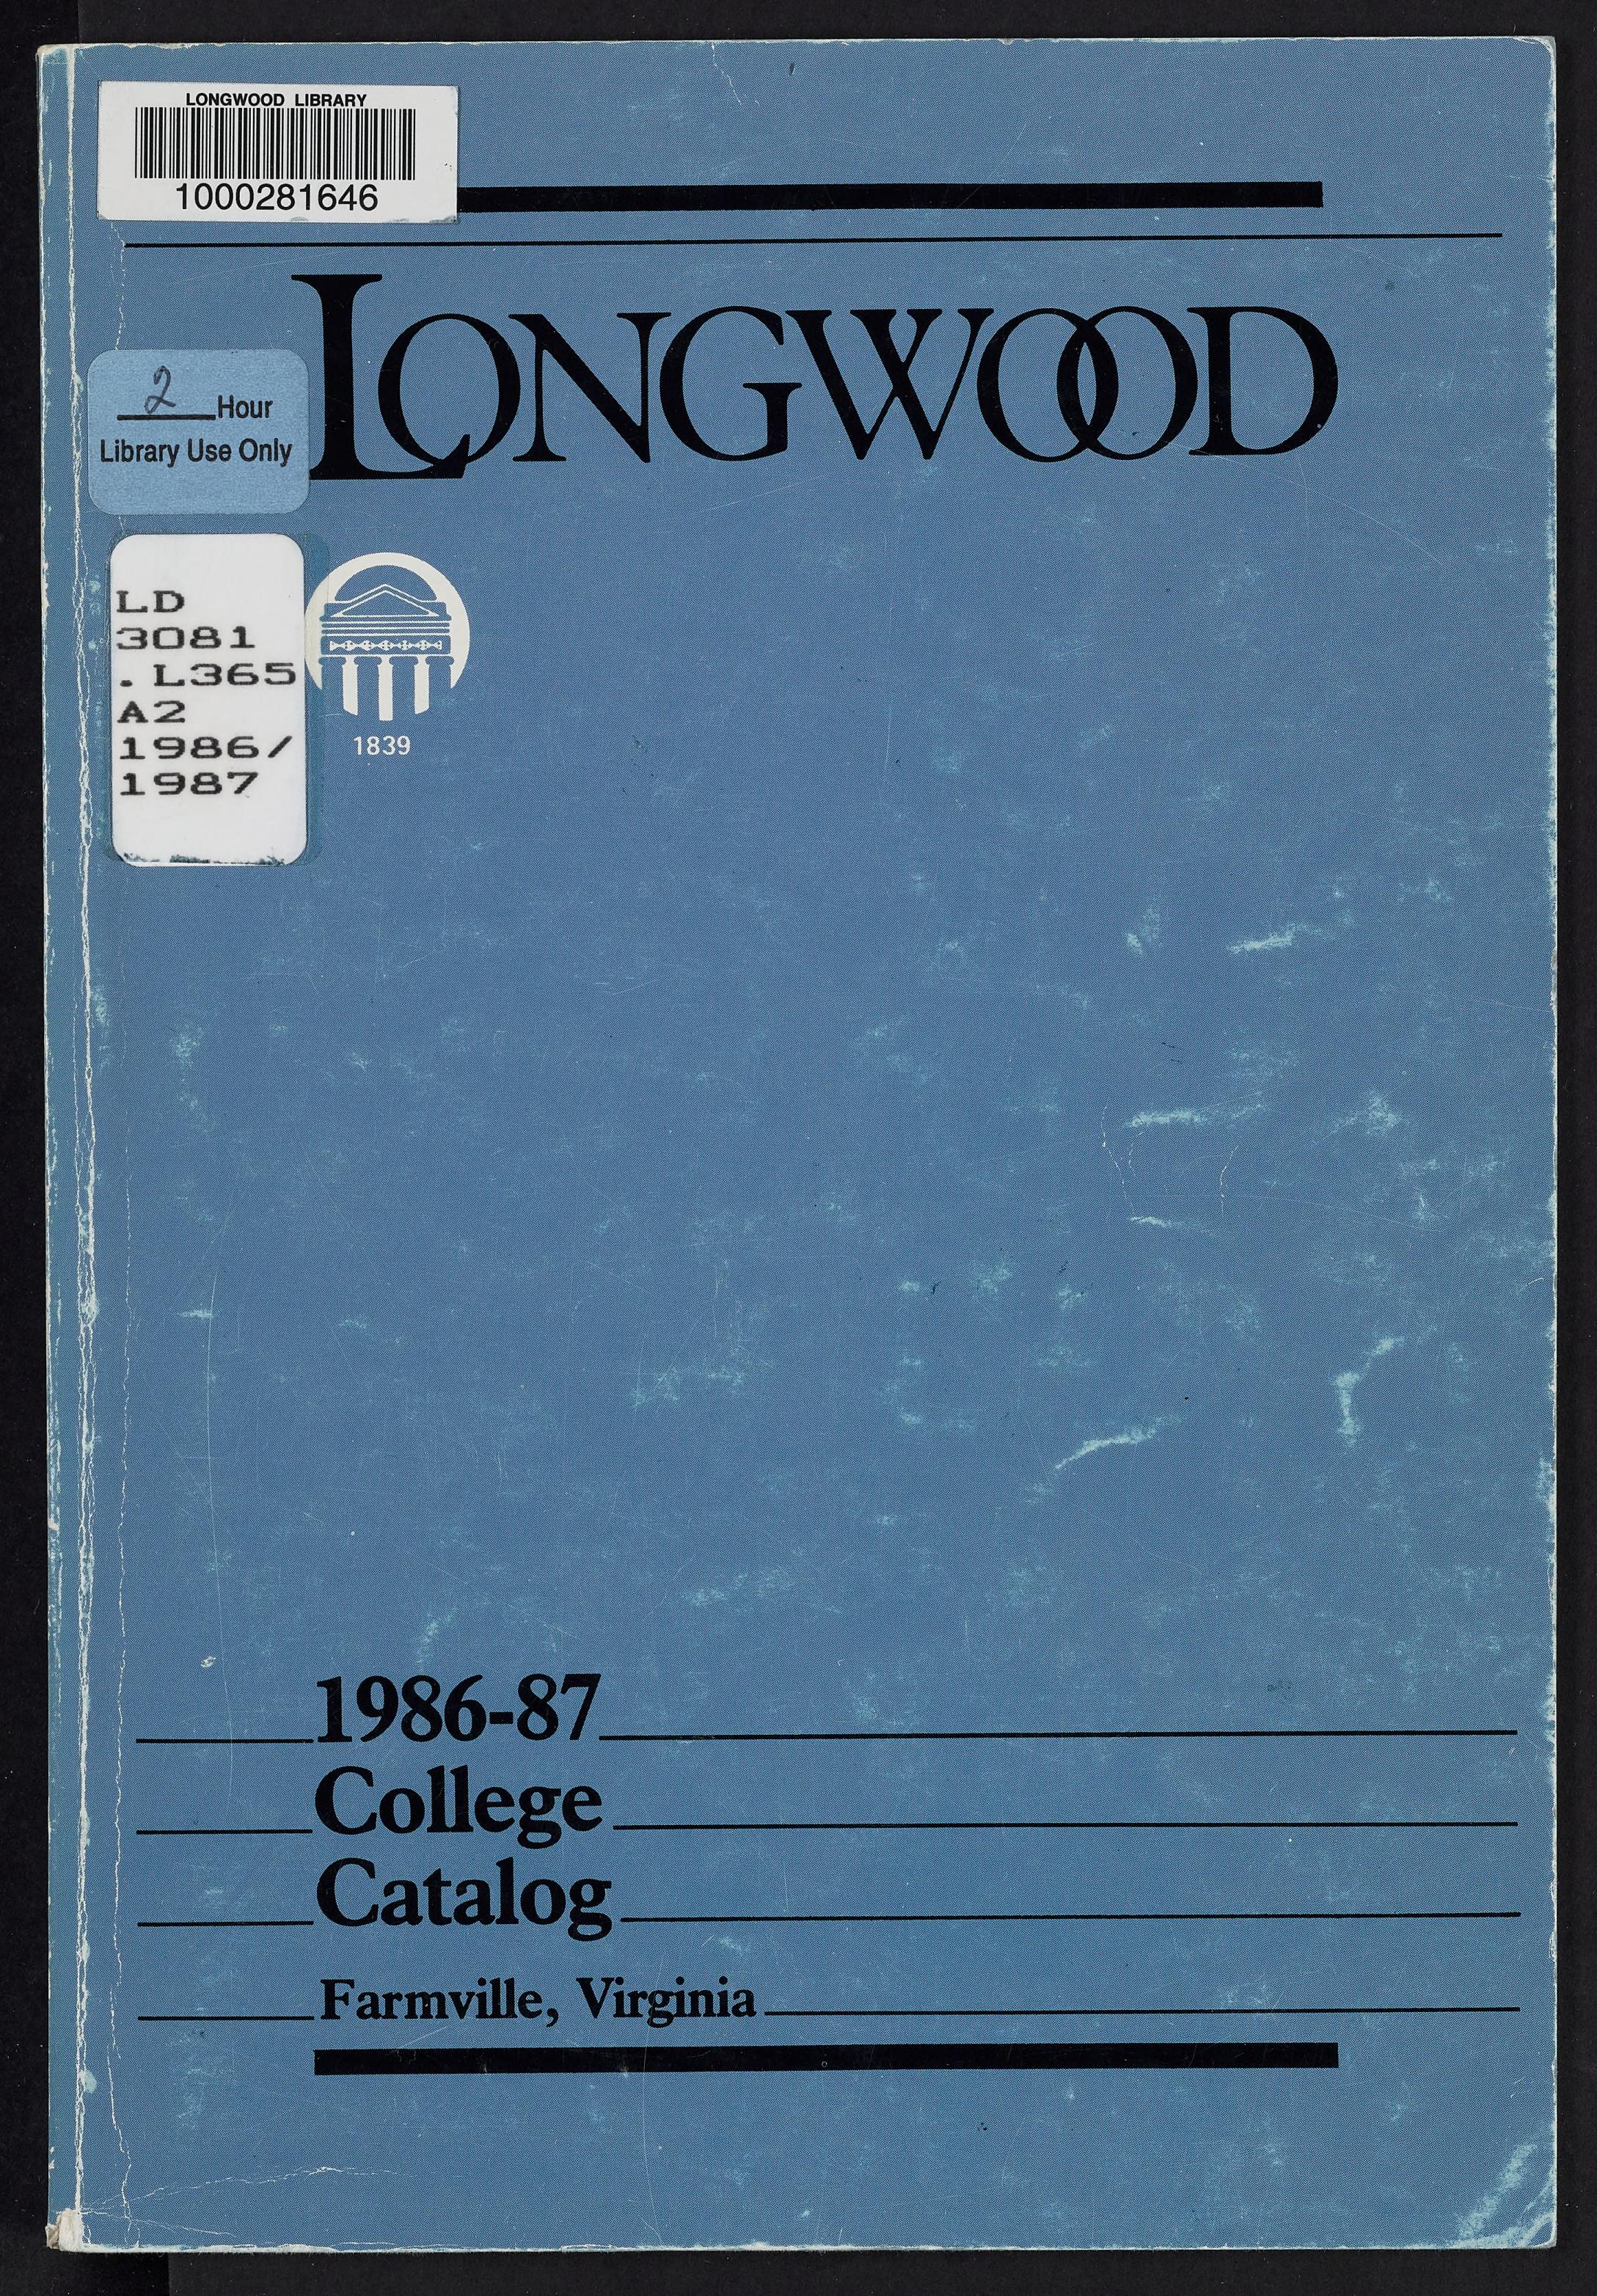 LONGWOOD LIBRARY
1000281646
LONGWOOD
2 Hour
Library Use Only
LD
3081
.L365
A2
1986/
1987
1839
1986-87
College
Catalog
Farmville, Virginia